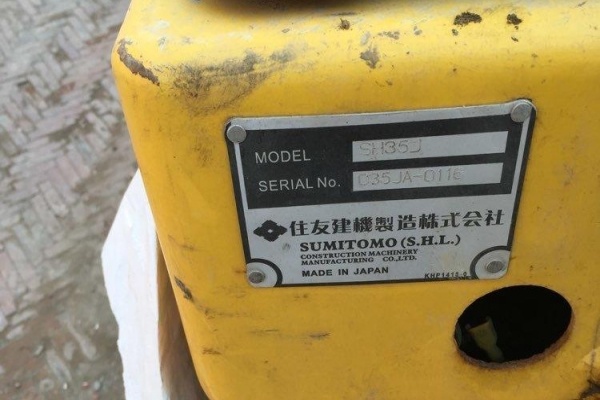 MODEL SH35J
SERIAL No. 035JA-0116
住友建機製造株式会社
SUMITOMO (S.H.L.)
CONSTRUCTION MACHINERY
MANUFACTURING CO.,LTD.
MADE IN JAPAN